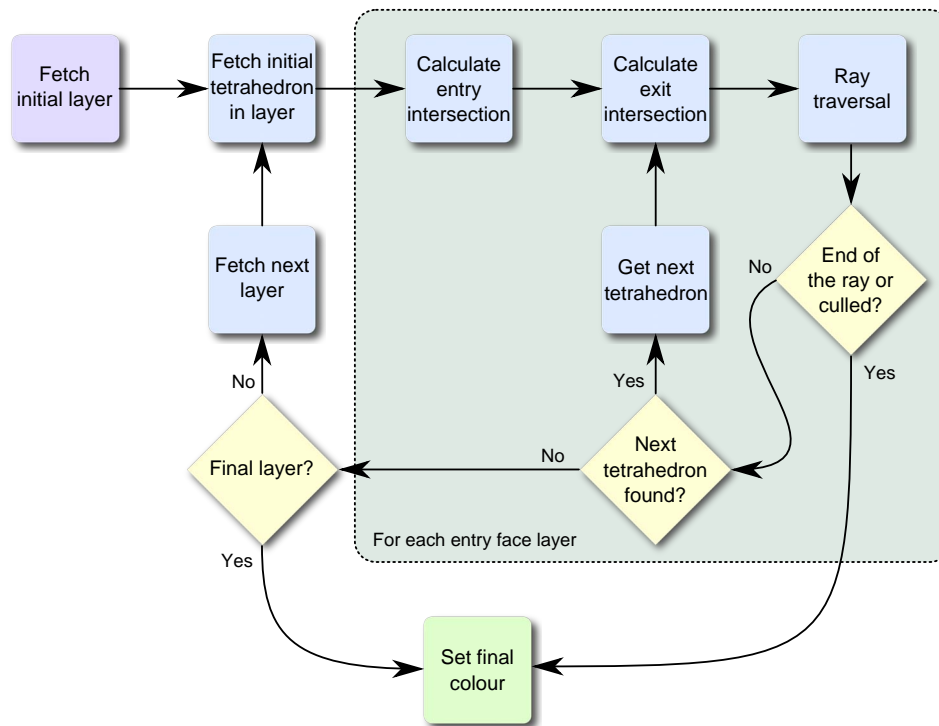 Fetch
initial layer
Fetch initial
tetrahedron
in layer
Calculate
entry
intersection
Calculate
exit
intersection
Ray
traversal
Fetch next
layer
Get next
tetrahedron
No
End of
the ray or
culled?
No
Yes
Yes
Final layer?
No
Next
tetrahedron
found?
For each entry face layer
Yes
Set final
colour